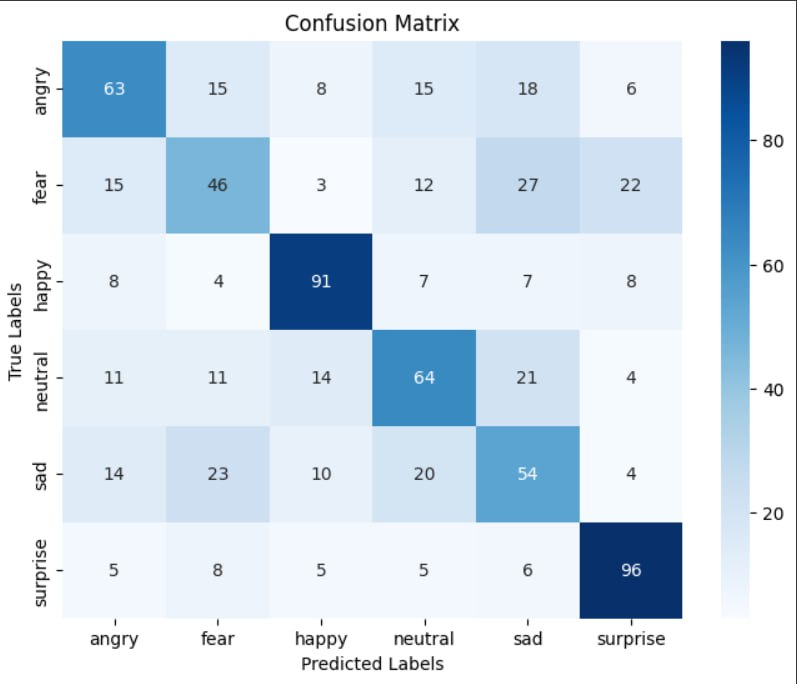 Confusion Matrix
True Labels
angry 63 15 8 15 18 6
fear 15 46 3 12 27 22
happy 8 4 91 7 7 8
neutral 11 11 14 64 21 4
sad 14 23 10 20 54 4
surprise 5 8 5 5 6 96
angry fear happy neutral sad surprise
Predicted Labels
80
60
40
20